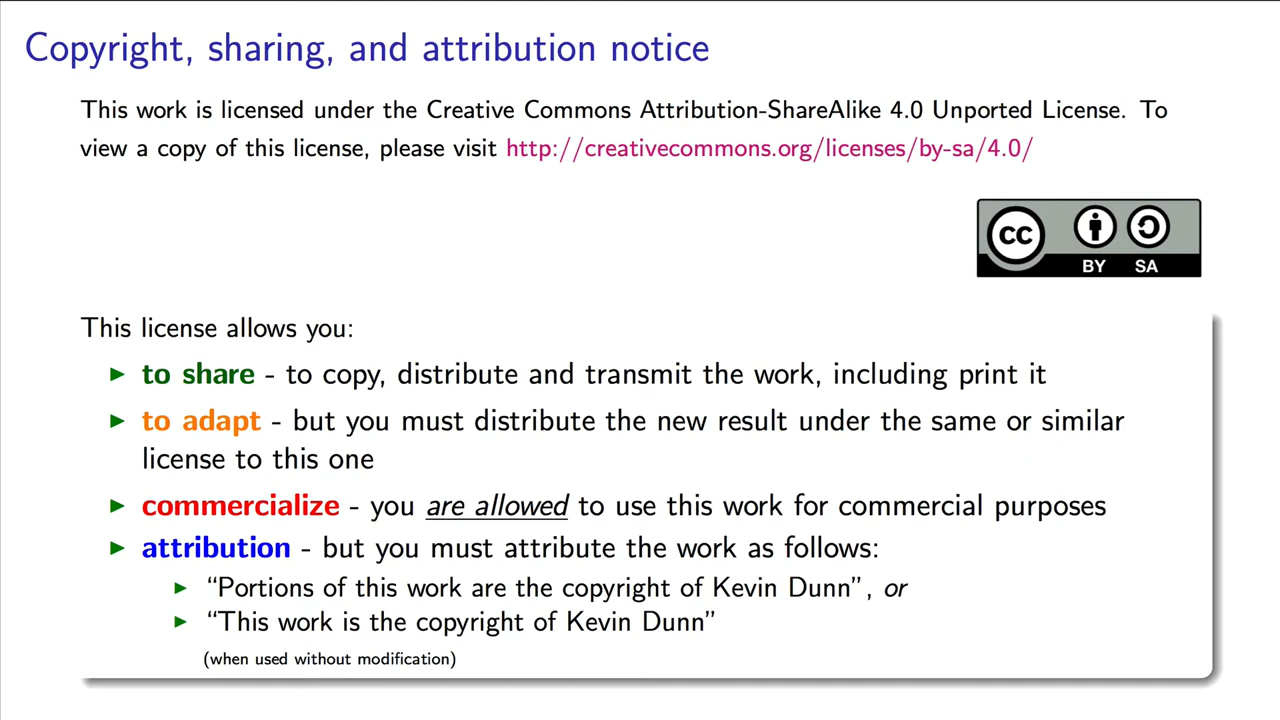 Copyright, sharing, and attribution notice
This work is licensed under the Creative Commons Attribution-ShareAlike 4.0 Unported License. To
view a copy of this license, please visit http://creativecommons.org/licenses/by-sa/4.0/
CC
BY SA
This license allows you:
▶ to share - to copy, distribute and transmit the work, including print it
▶ to adapt - but you must distribute the new result under the same or similar
license to this one
▶ commercialize - you are allowed to use this work for commercial purposes
▶ attribution - but you must attribute the work as follows:
▶ “Portions of this work are the copyright of Kevin Dunn”, or
▶ “This work is the copyright of Kevin Dunn”
(when used without modification)